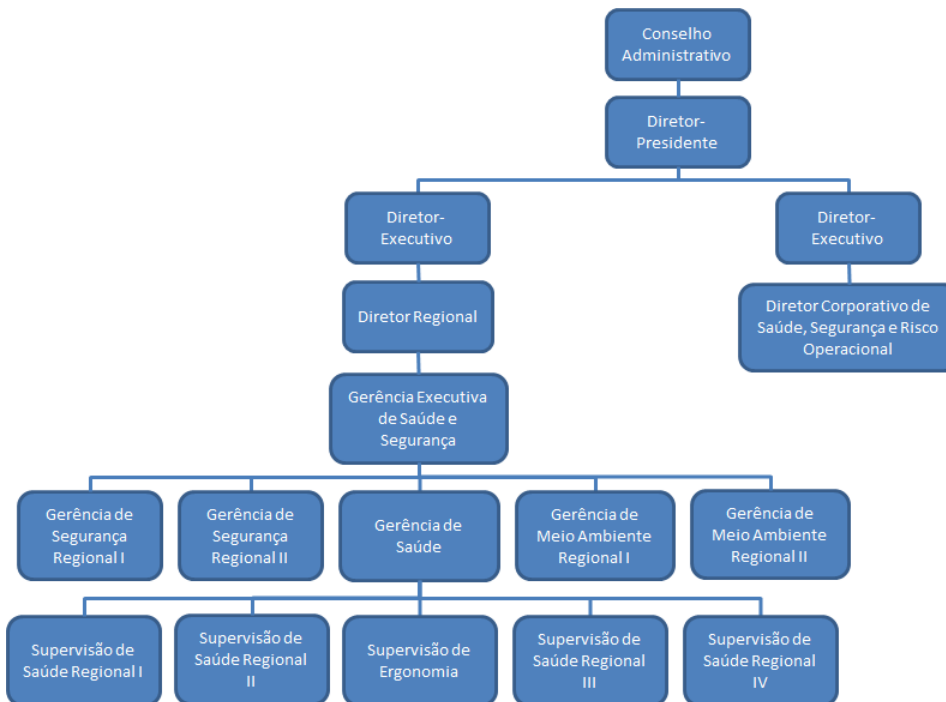 Conselho
Administrativo
Diretor-
Presidente
Diretor-
Executivo
Diretor-
Executivo
Diretor Regional
Diretor Corporativo de
Saúde, Segurança e Risco
Operacional
Gerência Executiva
de Saúde e
Segurança
Gerência de
Segurança
Regional I
Gerência de
Segurança
Regional II
Gerência de
Saúde
Gerência de
Meio Ambiente
Regional I
Gerência de
Meio Ambiente
Regional II
Supervisão de
Saúde Regional I
Supervisão de
Saúde Regional
II
Supervisão de
Ergonomia
Supervisão de
Saúde Regional
III
Supervisão de
Saúde Regional
IV